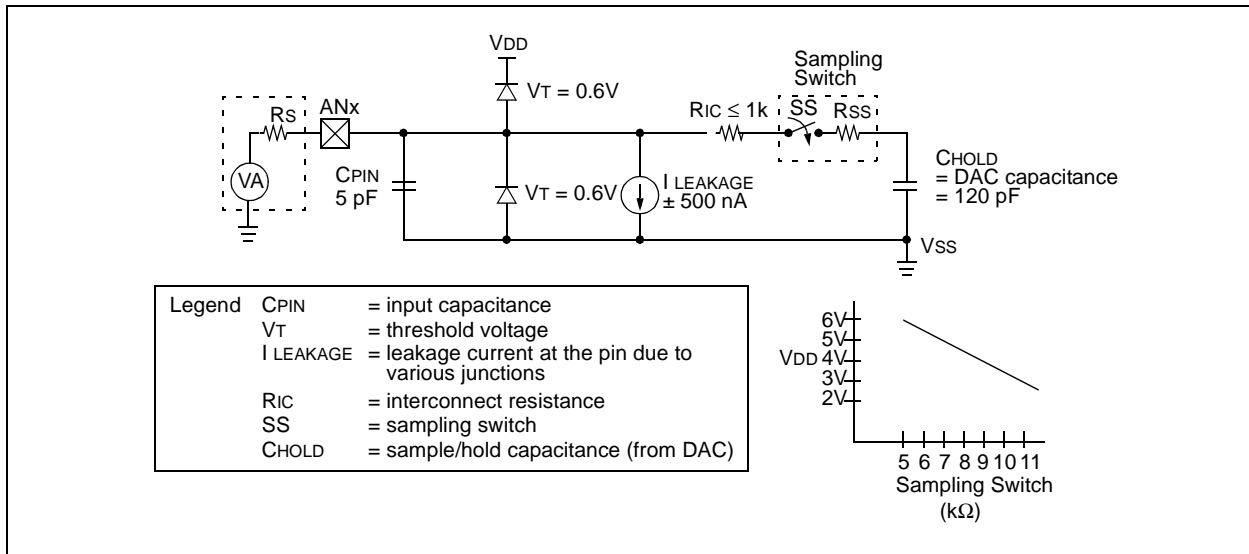 VDD
Sampling
Switch
VT = 0.6V
RS
ANx
RIC ≤ 1k
SS
RSS
VA
CPIN
5 pF
VT = 0.6V
I LEAKAGE
± 500 nA
CHOLD
= DAC capacitance
= 120 pF
VSS
Legend CPIN = input capacitance
VT = threshold voltage
I LEAKAGE = leakage current at the pin due to
various junctions
RIC = interconnect resistance
SS = sampling switch
CHOLD = sample/hold capacitance (from DAC)
6V
5V
VDD 4V
3V
2V
5 6 7 8 9 10 11
Sampling Switch
(kΩ)